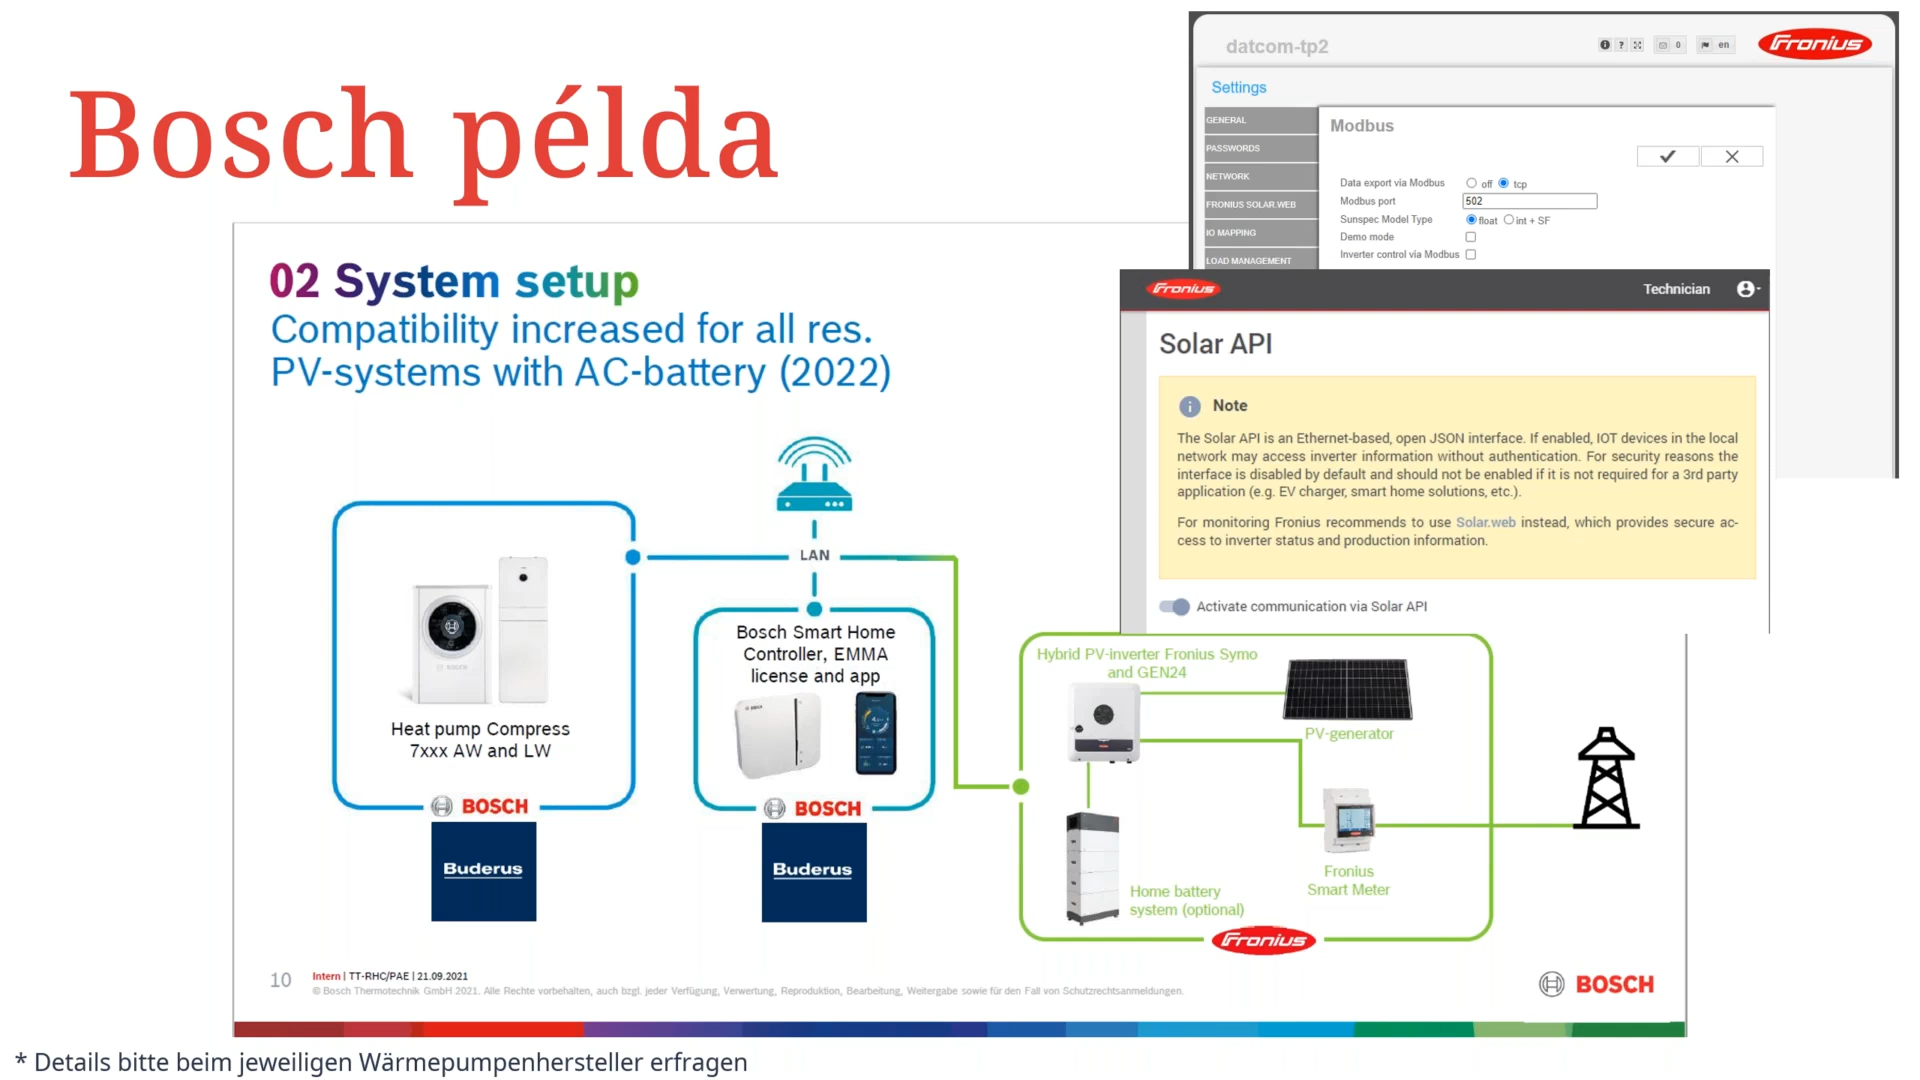 Bosch példa
datcom-tp2
? 0 en
Fronius
Settings
GENERAL
PASSWORDS
NETWORK
FRONIUS SOLAR.WEB
IO MAPPING
LOAD MANAGEMENT
Modbus
Data export via Modbus off tcp
Modbus port 502
Sunspec Model Type float int + SF
Demo mode
Inverter control via Modbus
Fronius Technician
Solar API
Note
The Solar API is an Ethernet-based, open JSON interface. If enabled, IOT devices in the local
network may access inverter information without authentication. For security reasons the
interface is disabled by default and should not be enabled if it is not required for a 3rd party
application (e.g. EV charger, smart home solutions, etc.).
For monitoring Fronius recommends to use Solar.web instead, which provides secure ac-
cess to inverter status and production information.
Activate communication via Solar API
02 System setup
Compatibility increased for all res.
PV-systems with AC-battery (2022)
LAN
BOSCH
Heat pump Compress
7xxx AW and LW
BOSCH
Buderus
Bosch Smart Home
Controller, EMMA
license and app
BOSCH
Buderus
Hybrid PV-inverter Fronius Symo
and GEN24
PV-generator
Fronius
Smart Meter
Home battery
system (optional)
Fronius
10
Intern | TT-RHC/PAE | 21.09.2021
© Bosch Thermotechnik GmbH 2021. Alle Rechte vorbehalten, auch bzgl. jeder Verfügung, Verwertung, Reproduktion, Bearbeitung, Weitergabe sowie für den Fall von Schutzrechtsanmeldungen.
BOSCH
* Details bitte beim jeweiligen Wärmepumpenhersteller erfragen